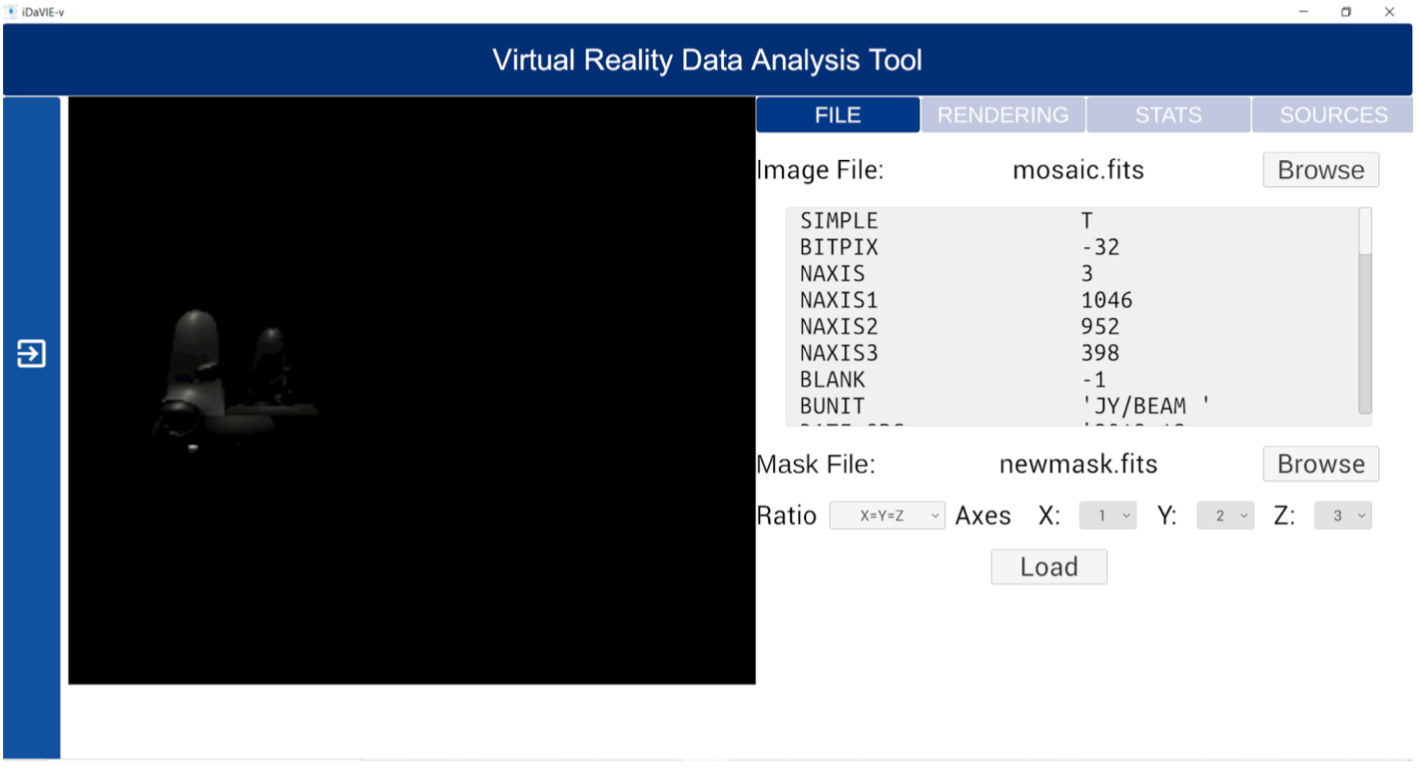 iDaVIE-v
Virtual Reality Data Analysis Tool
FILE RENDERING STATS SOURCES
Image File: mosaic.fits Browse
SIMPLE T
BITPIX -32
NAXIS 3
NAXIS1 1046
NAXIS2 952
NAXIS3 398
BLANK -1
BUNIT 'JY/BEAM '
Mask File: newmask.fits Browse
Ratio X=Y=Z Axes X: 1 Y: 2 Z: 3
Load